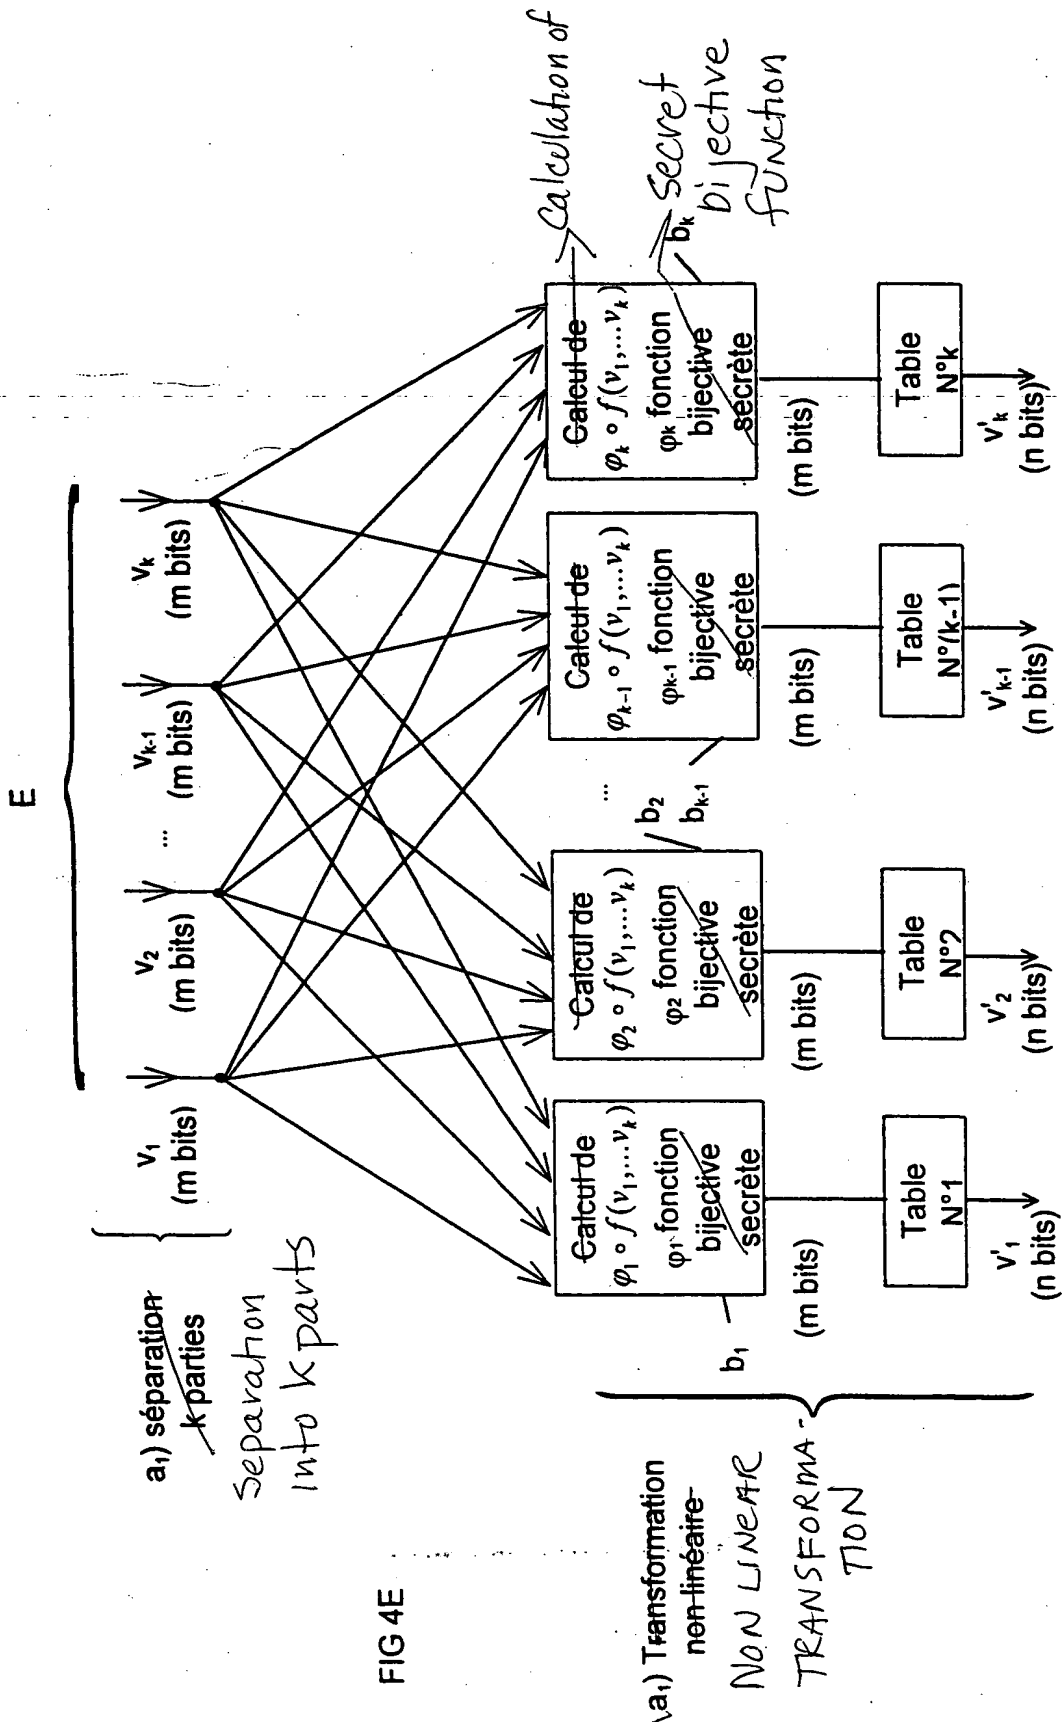 FIG 4E
E
a₁) séparation
k parties
Separation
Into K parts
v₁
(m bits)
v₂
(m bits)
...
vₖ₋₁
(m bits)
vₖ
(m bits)
\a₁) Transformation
non linéaire
NON LINEAR
TRANSFORMA-
TION
b₁
Calcul de
φ₁ ∘ f(v₁,...vₖ)
φ₁ fonction
bijective
secrète
(m bits)
Table
N°1
v'₁
(n bits)
b₂
Calcul de
φ₂ ∘ f(v₁,...vₖ)
φ₂ fonction
bijective
secrète
(m bits)
Table
N°2
v'₂
(n bits)
...
bₖ₋₁
Calcul de
φₖ₋₁ ∘ f(v₁,...vₖ)
φₖ₋₁ fonction
bijective
secrète
(m bits)
Table
N°(k-1)
v'ₖ₋₁
(n bits)
bₖ
Calcul de
φₖ ∘ f(v₁,...vₖ)
φₖ fonction
bijective
secrète
(m bits)
Table
N°k
v'ₖ
(n bits)
Calculation of
Secret
bijective
function